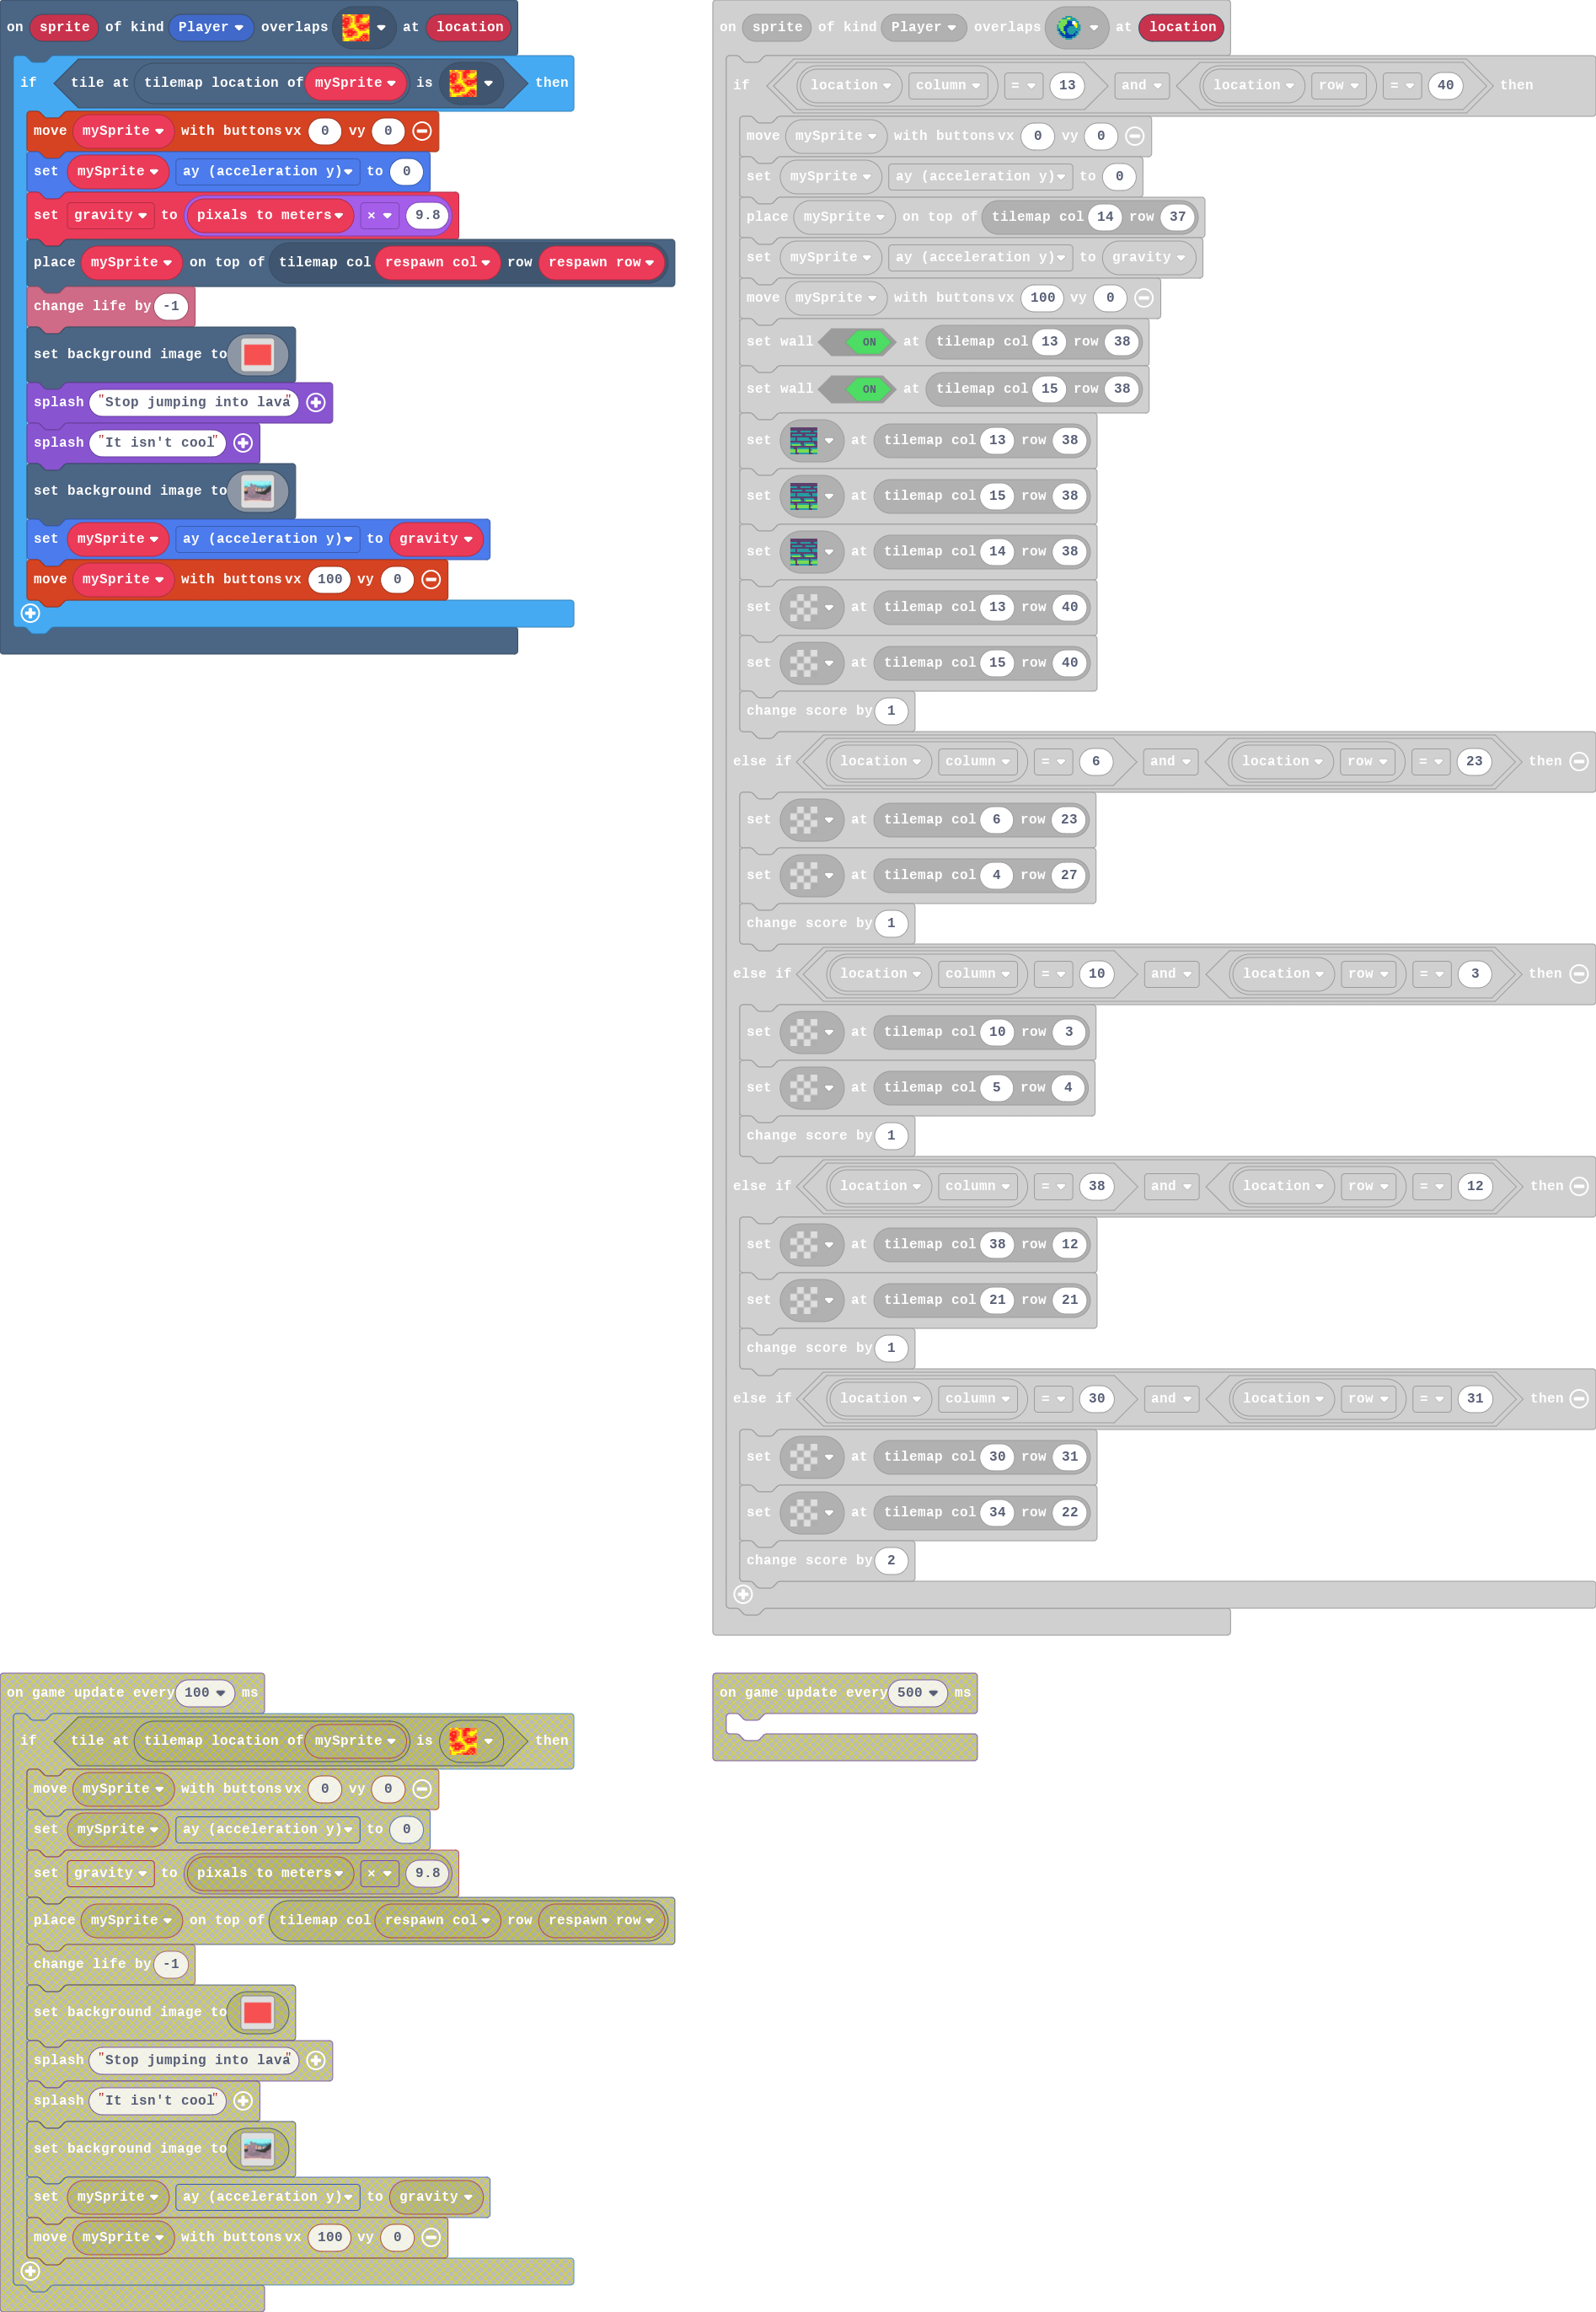 on sprite of kind Player overlaps at location
if tile at tilemap location of mySprite is then
move mySprite with buttons vx 0 vy 0
set mySprite ay (acceleration y) to 0
set gravity to pixals to meters × 9.8
place mySprite on top of tilemap col respawn col row respawn row
change life by -1
set background image to
splash "Stop jumping into lava"
splash "It isn't cool"
set background image to
set mySprite ay (acceleration y) to gravity
move mySprite with buttons vx 100 vy 0
on sprite of kind Player overlaps at location
if location column = 13 and location row = 40 then
move mySprite with buttons vx 0 vy 0
set mySprite ay (acceleration y) to 0
place mySprite on top of tilemap col 14 row 37
set mySprite ay (acceleration y) to gravity
move mySprite with buttons vx 100 vy 0
set wall ON at tilemap col 13 row 38
set wall ON at tilemap col 15 row 38
set at tilemap col 13 row 38
set at tilemap col 15 row 38
set at tilemap col 14 row 38
set at tilemap col 13 row 40
set at tilemap col 15 row 40
change score by 1
else if location column = 6 and location row = 23 then
set at tilemap col 6 row 23
set at tilemap col 4 row 27
change score by 1
else if location column = 10 and location row = 3 then
set at tilemap col 10 row 3
set at tilemap col 5 row 4
change score by 1
else if location column = 38 and location row = 12 then
set at tilemap col 38 row 12
set at tilemap col 21 row 21
change score by 1
else if location column = 30 and location row = 31 then
set at tilemap col 30 row 31
set at tilemap col 34 row 22
change score by 2
on game update every 100 ms
if tile at tilemap location of mySprite is then
move mySprite with buttons vx 0 vy 0
set mySprite ay (acceleration y) to 0
set gravity to pixals to meters × 9.8
place mySprite on top of tilemap col respawn col row respawn row
change life by -1
set background image to
splash "Stop jumping into lava"
splash "It isn't cool"
set background image to
set mySprite ay (acceleration y) to gravity
move mySprite with buttons vx 100 vy 0
on game update every 500 ms